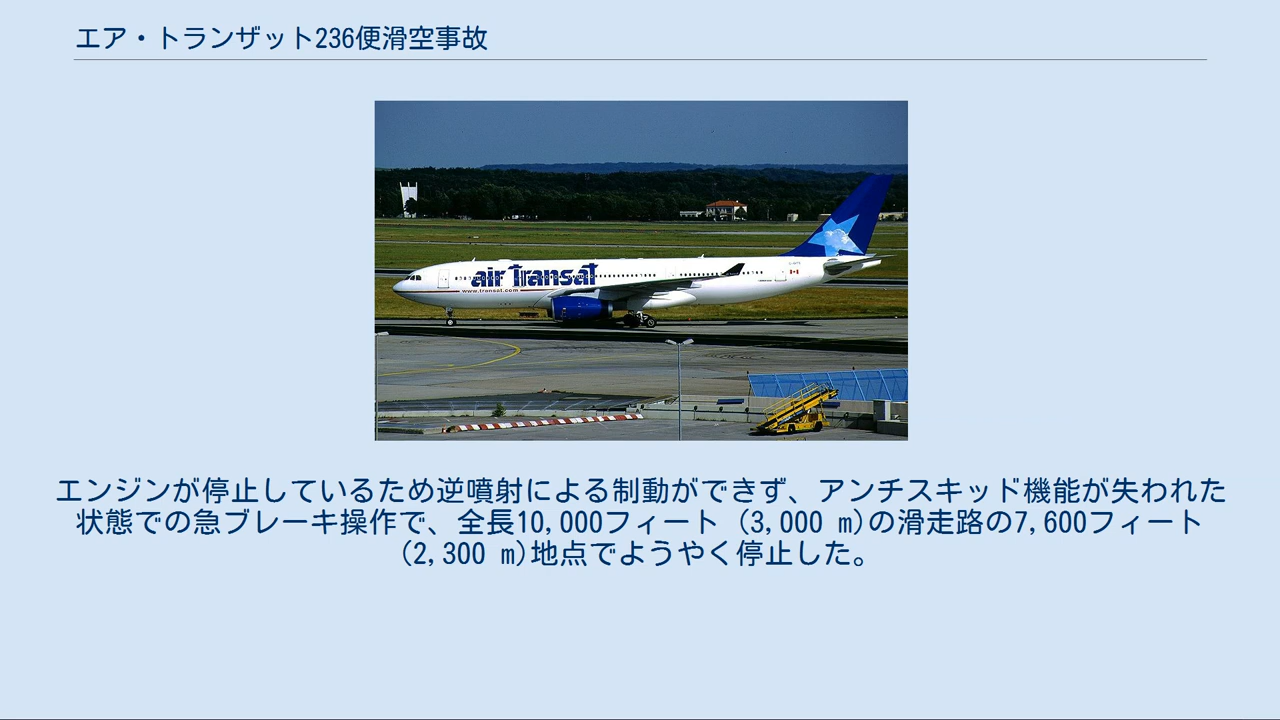 エア・トランザット236便滑空事故
air transat
www.transat.com
エンジンが停止しているため逆噴射による制動ができず、アンチスキッド機能が失われた
状態での急ブレーキ操作で、全長10,000フィート (3,000 m)の滑走路の7,600フィート
(2,300 m)地点でようやく停止した。